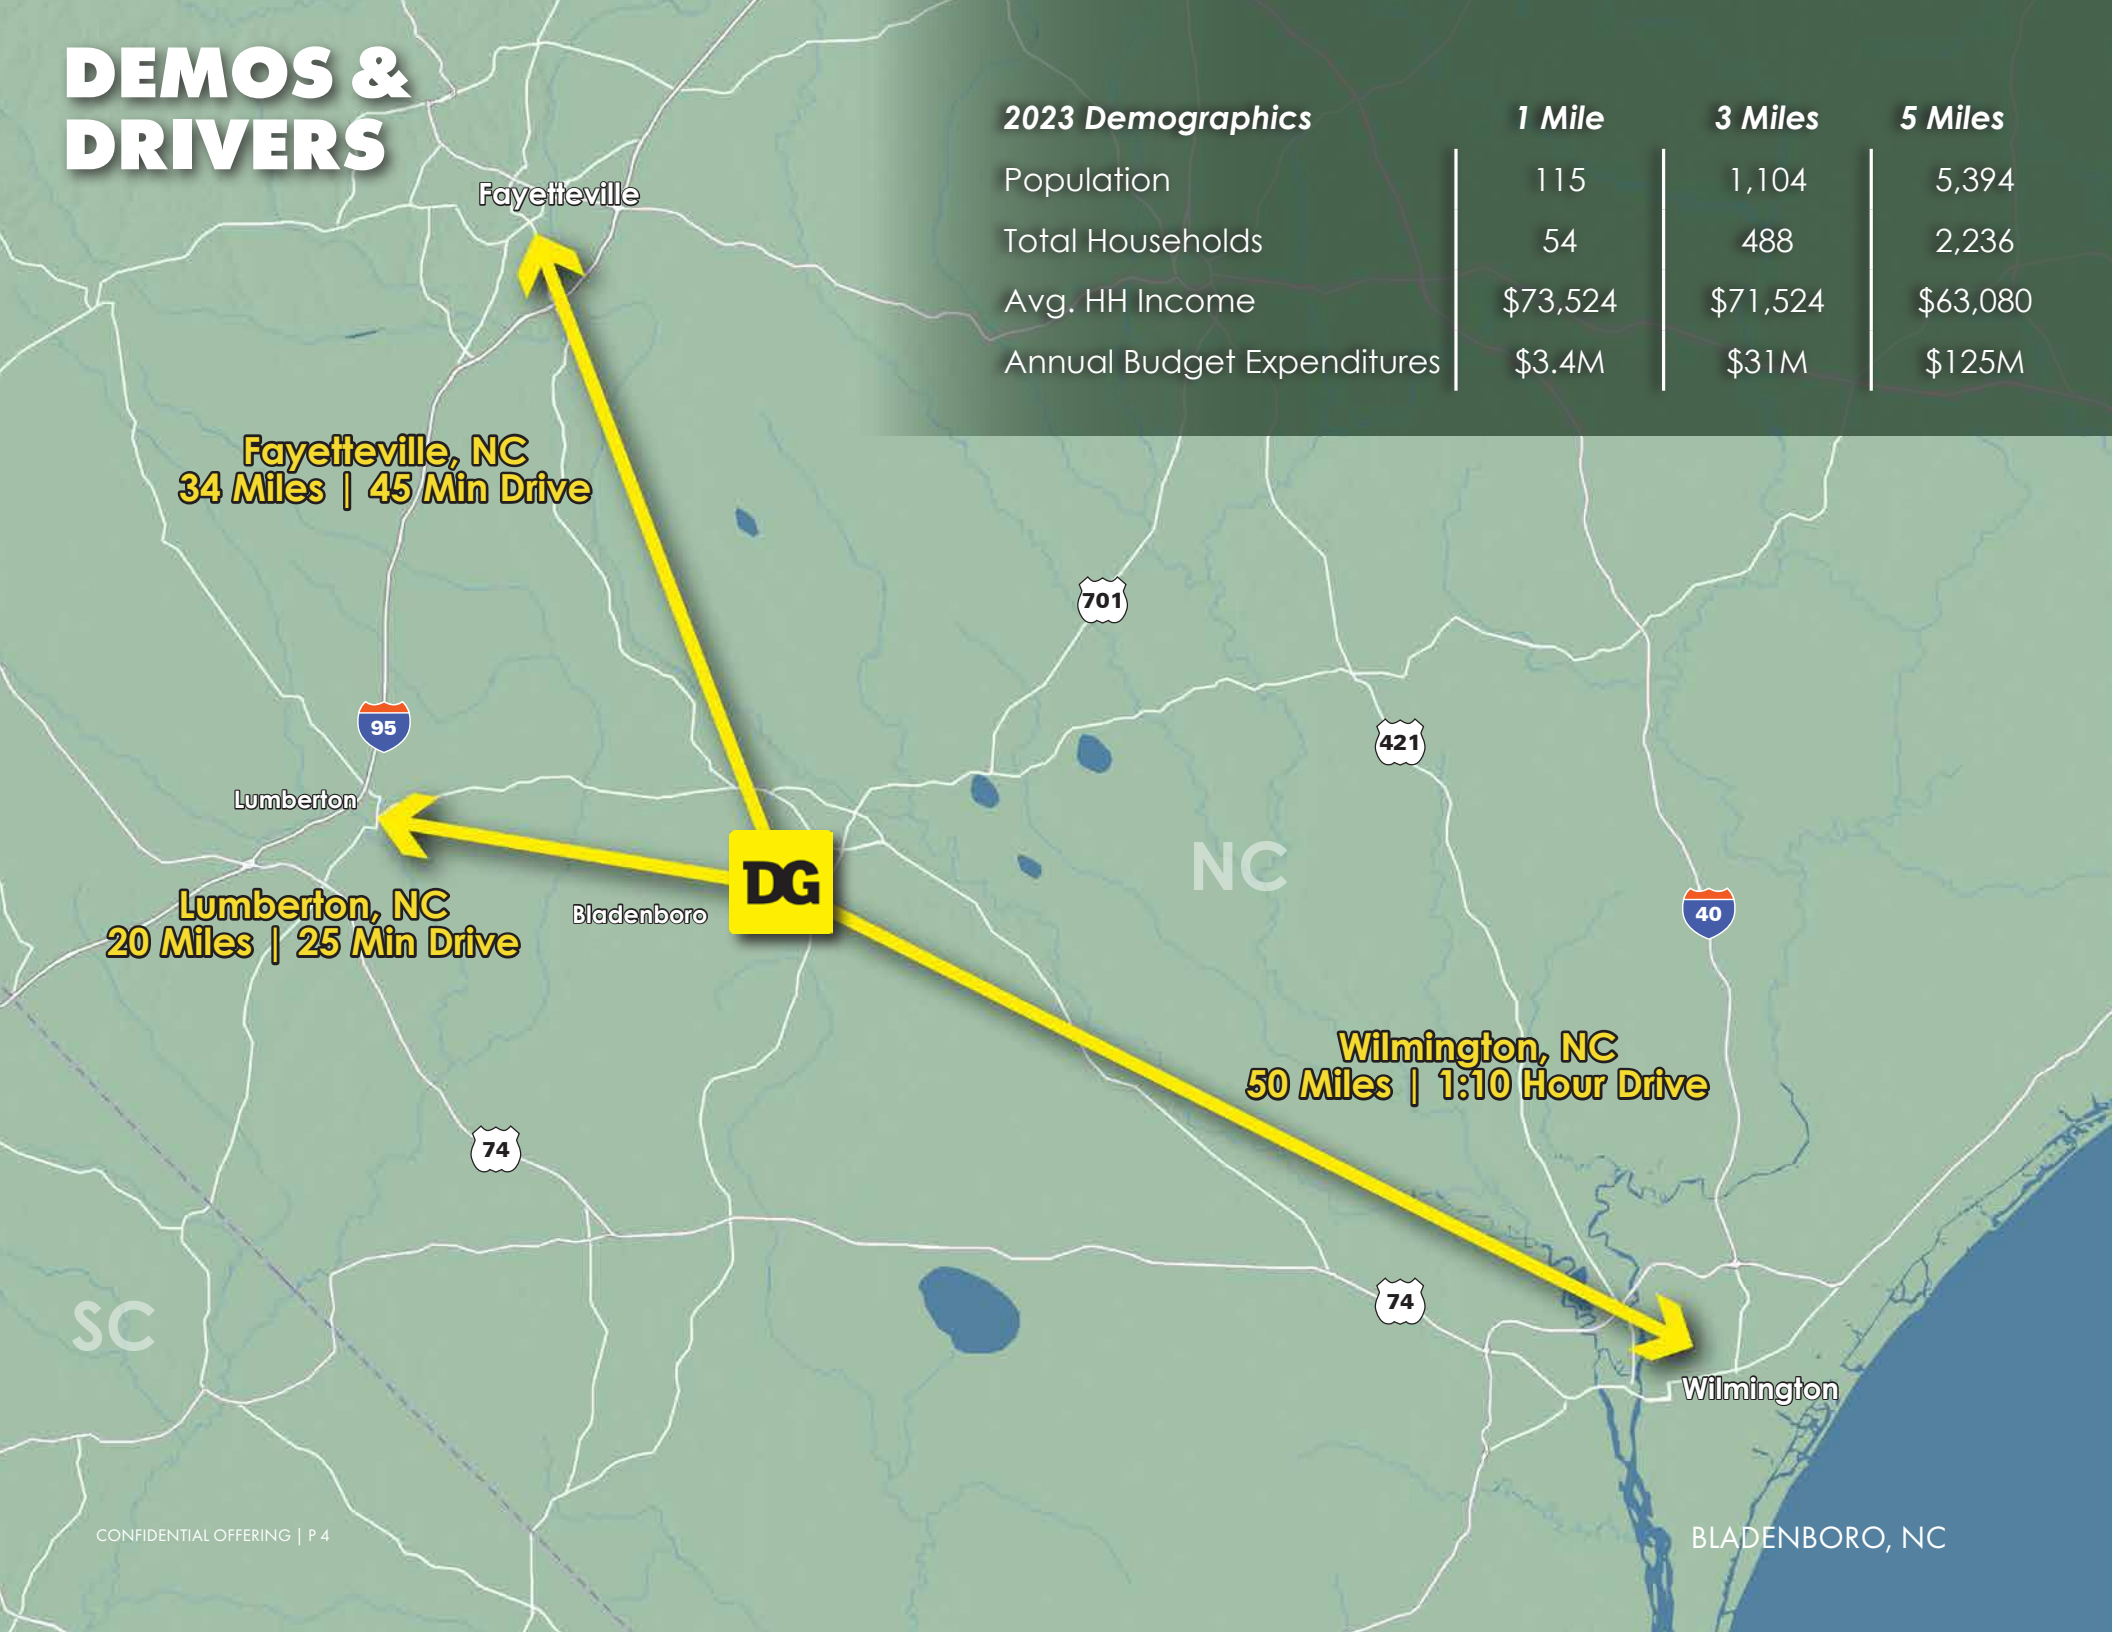 DEMOS &
DRIVERS
2023 Demographics 1 Mile 3 Miles 5 Miles
Population 115 1,104 5,394
Total Households 54 488 2,236
Avg. HH Income $73,524 $71,524 $63,080
Annual Budget Expenditures $3.4M $31M $125M
Fayetteville
Fayetteville, NC
34 Miles | 45 Min Drive
701
95
421
Lumberton
DG
NC
Lumberton, NC
20 Miles | 25 Min Drive
Bladenboro
40
Wilmington, NC
50 Miles | 1:10 Hour Drive
74
SC
74
Wilmington
CONFIDENTIAL OFFERING | P 4
BLADENBORO, NC